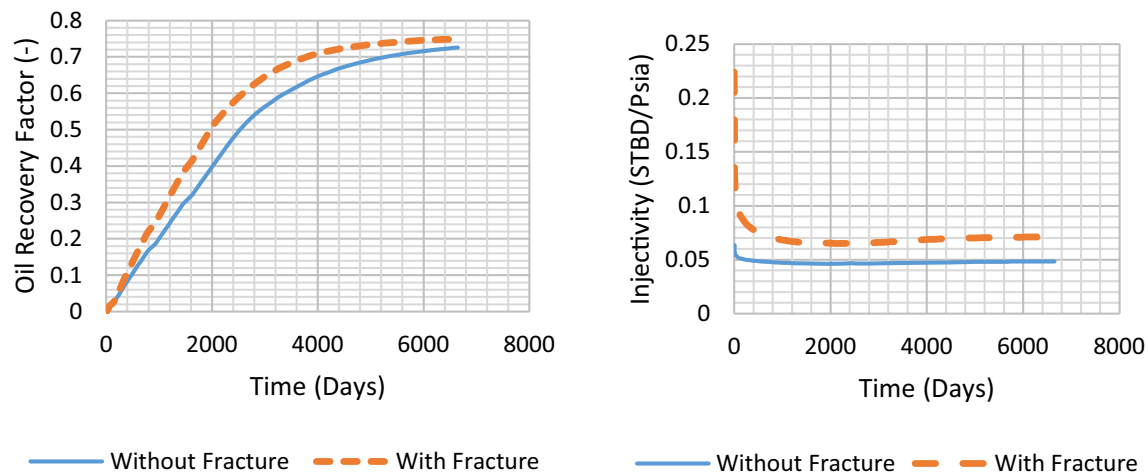 Oil Recovery Factor (-)
0.8
0.7
0.6
0.5
0.4
0.3
0.2
0.1
0
0 2000 4000 6000 8000
Time (Days)
Without Fracture With Fracture
Injectivity (STBD/Psia)
0.25
0.2
0.15
0.1
0.05
0
0 2000 4000 6000 8000
Time (Days)
Without Fracture With Fracture